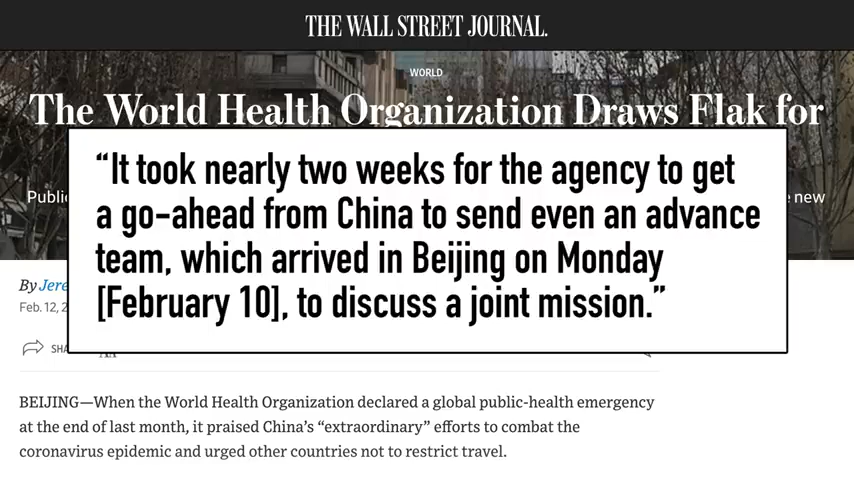 THE WALL STREET JOURNAL.
WORLD
The World Health Organization Draws Flak for
“It took nearly two weeks for the agency to get
a go-ahead from China to send even an advance
team, which arrived in Beijing on Monday
[February 10], to discuss a joint mission.”
new
By
Feb. 12,
BEIJING—When the World Health Organization declared a global public-health emergency
at the end of last month, it praised China’s “extraordinary” efforts to combat the
coronavirus epidemic and urged other countries not to restrict travel.